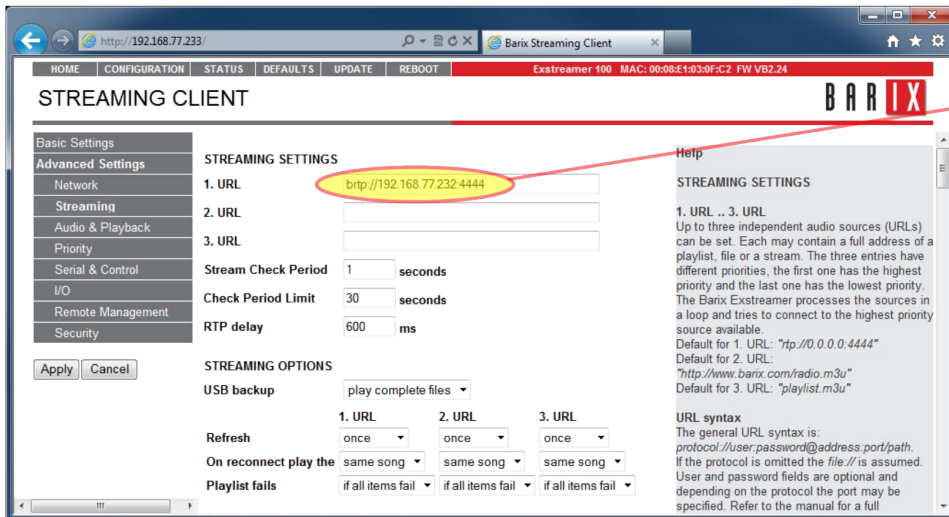 http://192.168.77.233/
Barix Streaming Client
HOME CONFIGURATION STATUS DEFAULTS UPDATE REBOOT
Exstreamer 100 MAC: 00:08:E1:03:0F:C2 FW VB2.24
STREAMING CLIENT
BARIX
Basic Settings
Advanced Settings
Network
Streaming
Audio & Playback
Priority
Serial & Control
I/O
Remote Management
Security
Apply Cancel
STREAMING SETTINGS
1. URL brtp://192.168.77.232:4444
2. URL
3. URL
Stream Check Period 1 seconds
Check Period Limit 30 seconds
RTP delay 600 ms
STREAMING OPTIONS
USB backup play complete files
1. URL 2. URL 3. URL
Refresh once once once
On reconnect play the same song same song same song
Playlist fails if all items fail if all items fail if all items fail
Help
STREAMING SETTINGS
1. URL .. 3. URL
Up to three independent audio sources (URLs)
can be set. Each may contain a full address of a
playlist, file or a stream. The three entries have
different priorities, the first one has the highest
priority and the last one has the lowest priority.
The Barix Exstreamer processes the sources in
a loop and tries to connect to the highest priority
source available.
Default for 1. URL: "rtp://0.0.0.0:4444"
Default for 2. URL:
"http://www.barix.com/radio.m3u"
Default for 3. URL: "playlist.m3u"
URL syntax
The general URL syntax is:
protocol://user:password@address:port/path.
If the protocol is omitted the file:// is assumed.
User and password fields are optional and
depending on the protocol the port may be
specified. Refer to the manual for a full